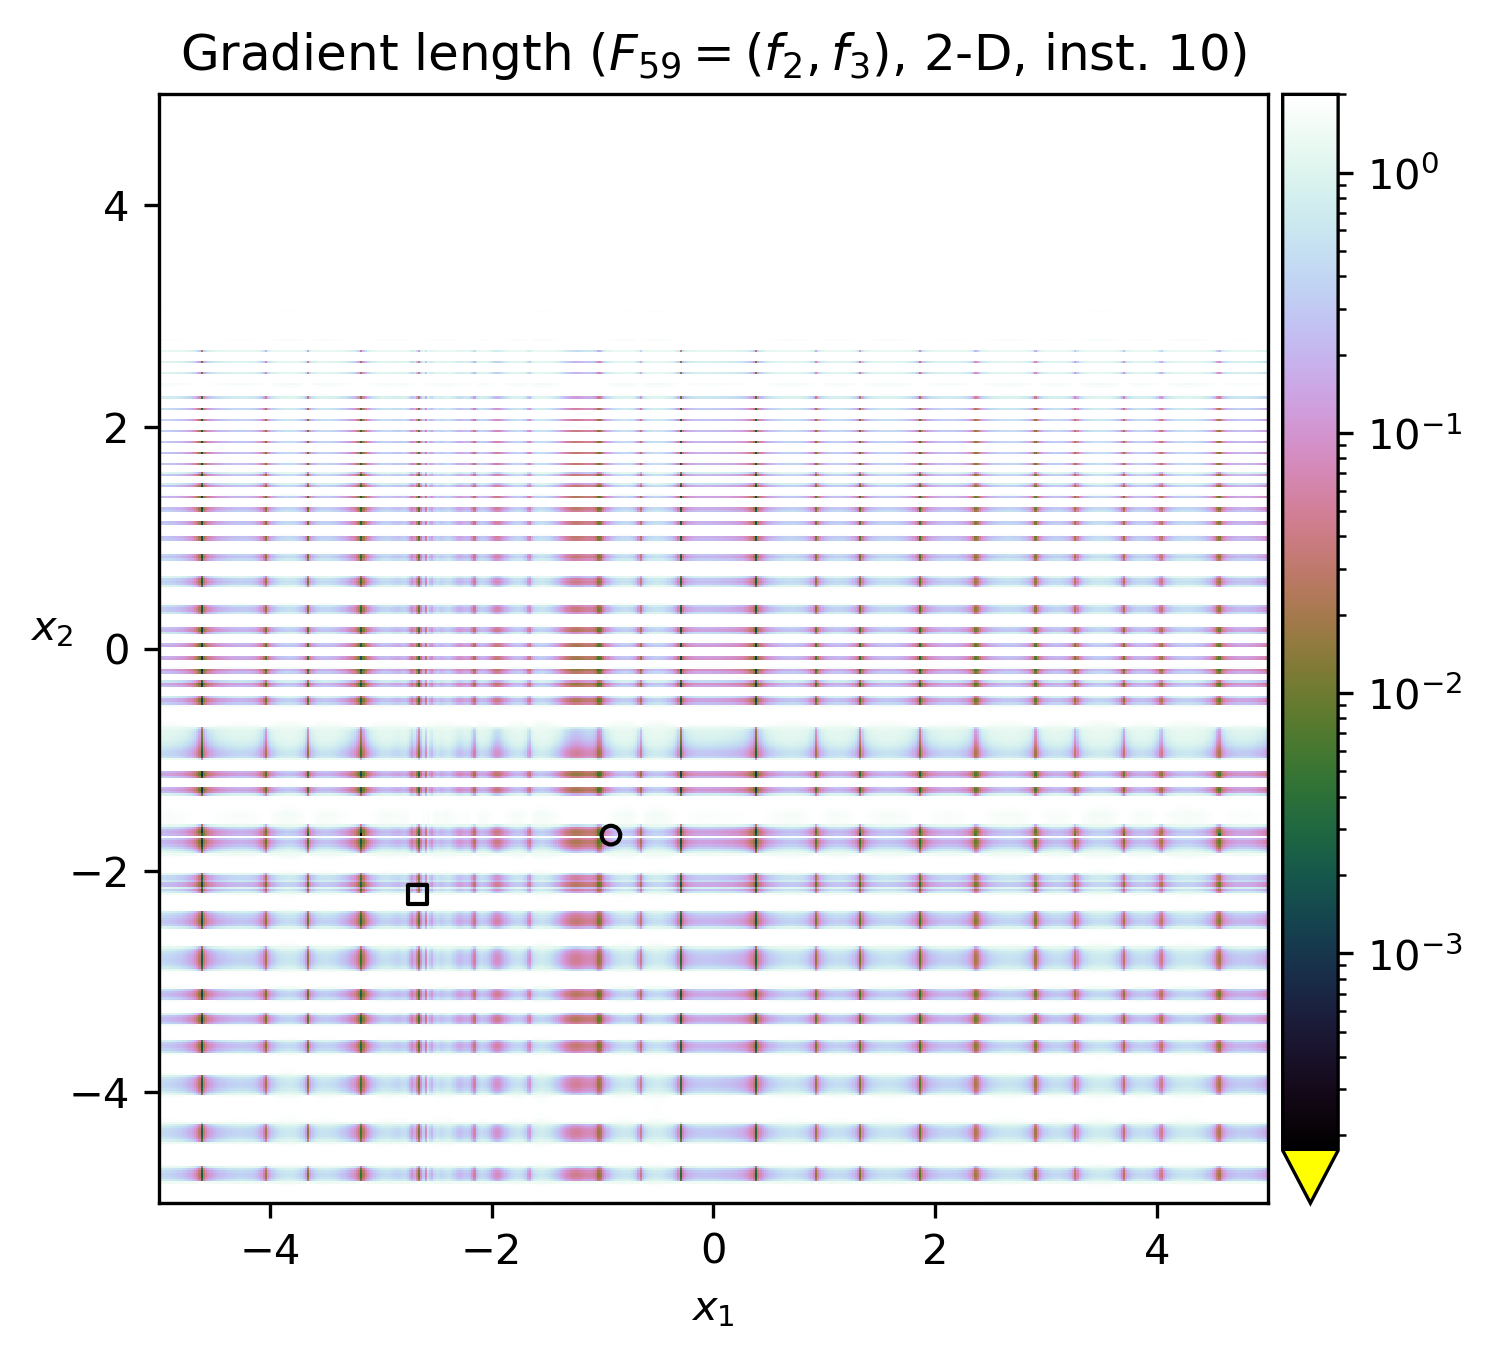 Gradient length (F₅₉ = (f₂, f₃), 2-D, inst. 10)
4
2
0
−2
−4
x₂
−4 −2 0 2 4
x₁
10⁰
10⁻¹
10⁻²
10⁻³